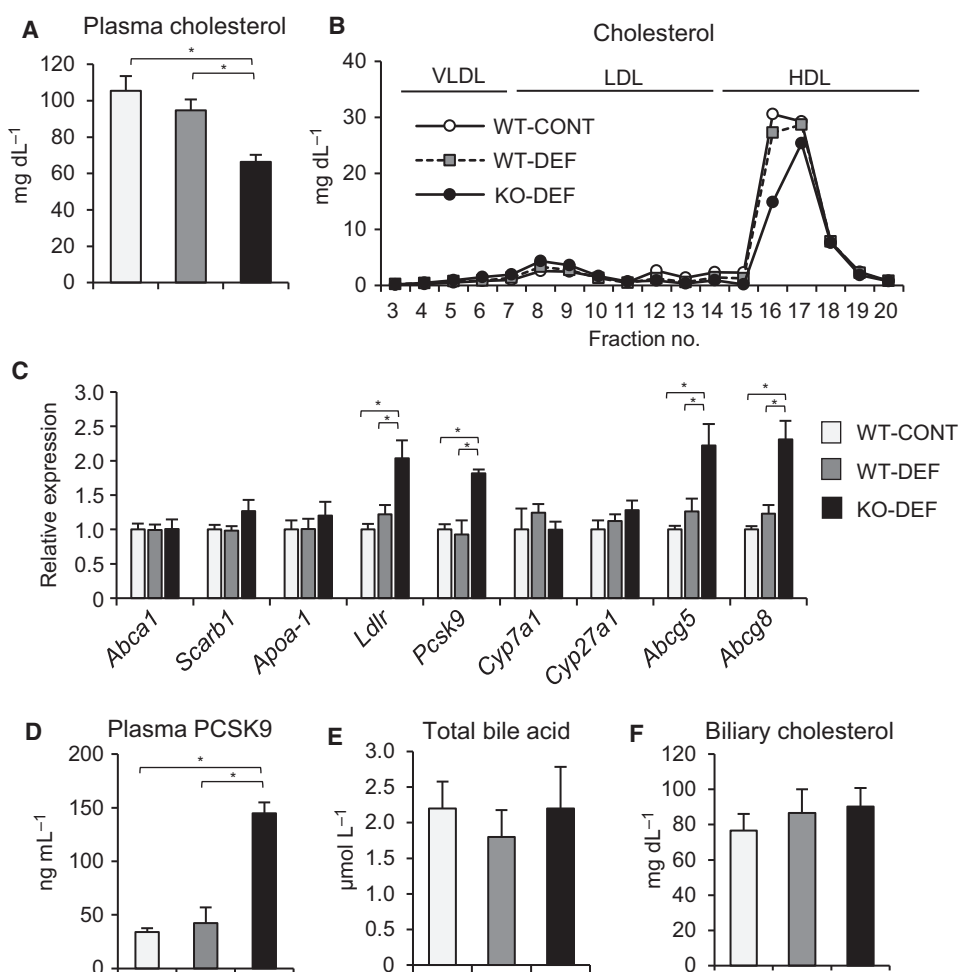 A Plasma cholesterol
mg dL⁻¹
120
100
80
60
40
20
0
* 
*
B Cholesterol
mg dL⁻¹
40
30
20
10
0
VLDL LDL HDL
WT-CONT
WT-DEF
KO-DEF
3 4 5 6 7 8 9 10 11 12 13 14 15 16 17 18 19 20
Fraction no.
C
Relative expression
3.0
2.5
2.0
1.5
1.0
0.5
0
* * * *
* * * *
WT-CONT
WT-DEF
KO-DEF
Abca1 Scarb1 Apoa-1 Ldlr Pcsk9 Cyp7a1 Cyp27a1 Abcg5 Abcg8
D Plasma PCSK9
ng mL⁻¹
200
150
100
50
0
*
*
E Total bile acid
µmol L⁻¹
3.0
2.5
2.0
1.5
1.0
0.5
0
F Biliary cholesterol
mg dL⁻¹
120
100
80
60
40
20
0